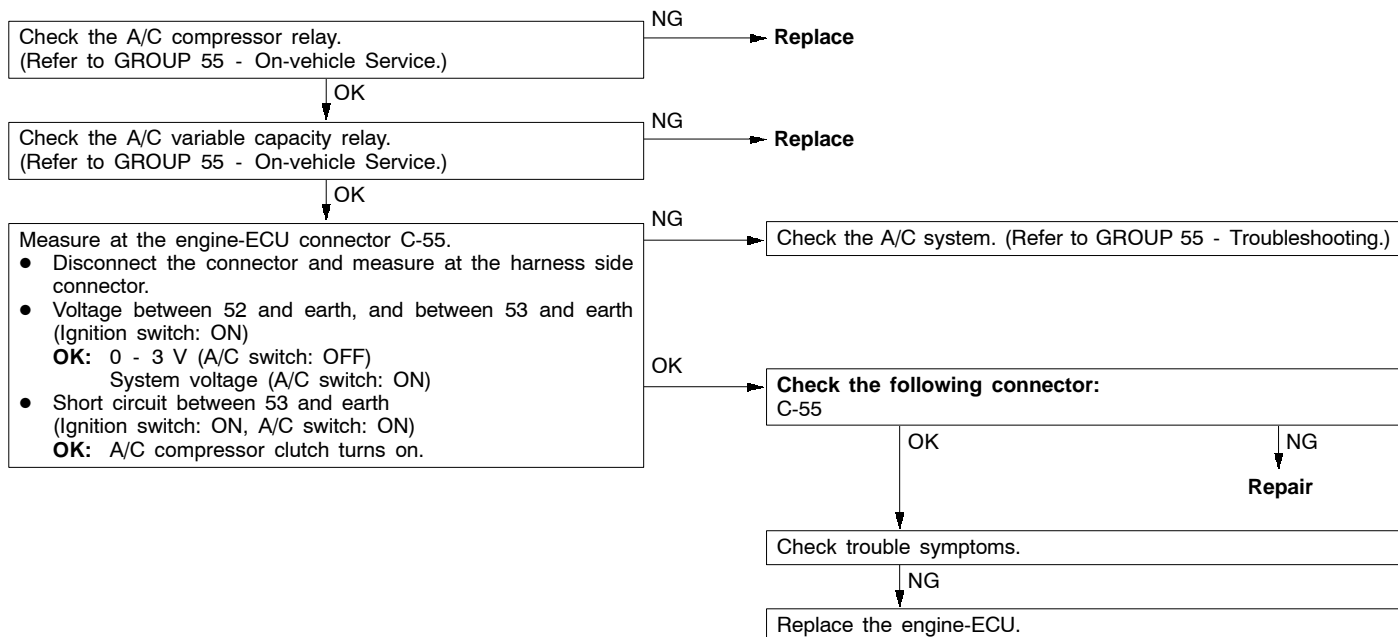 Check the A/C compressor relay.
(Refer to GROUP 55 - On-vehicle Service.)
NG
Replace
OK
Check the A/C variable capacity relay.
(Refer to GROUP 55 - On-vehicle Service.)
NG
Replace
OK
Measure at the engine-ECU connector C-55.
● Disconnect the connector and measure at the harness side
connector.
● Voltage between 52 and earth, and between 53 and earth
(Ignition switch: ON)
OK: 0 - 3 V (A/C switch: OFF)
System voltage (A/C switch: ON)
● Short circuit between 53 and earth
(Ignition switch: ON, A/C switch: ON)
OK: A/C compressor clutch turns on.
NG
Check the A/C system. (Refer to GROUP 55 - Troubleshooting.)
OK
Check the following connector:
C-55
OK
NG
Repair
Check trouble symptoms.
NG
Replace the engine-ECU.